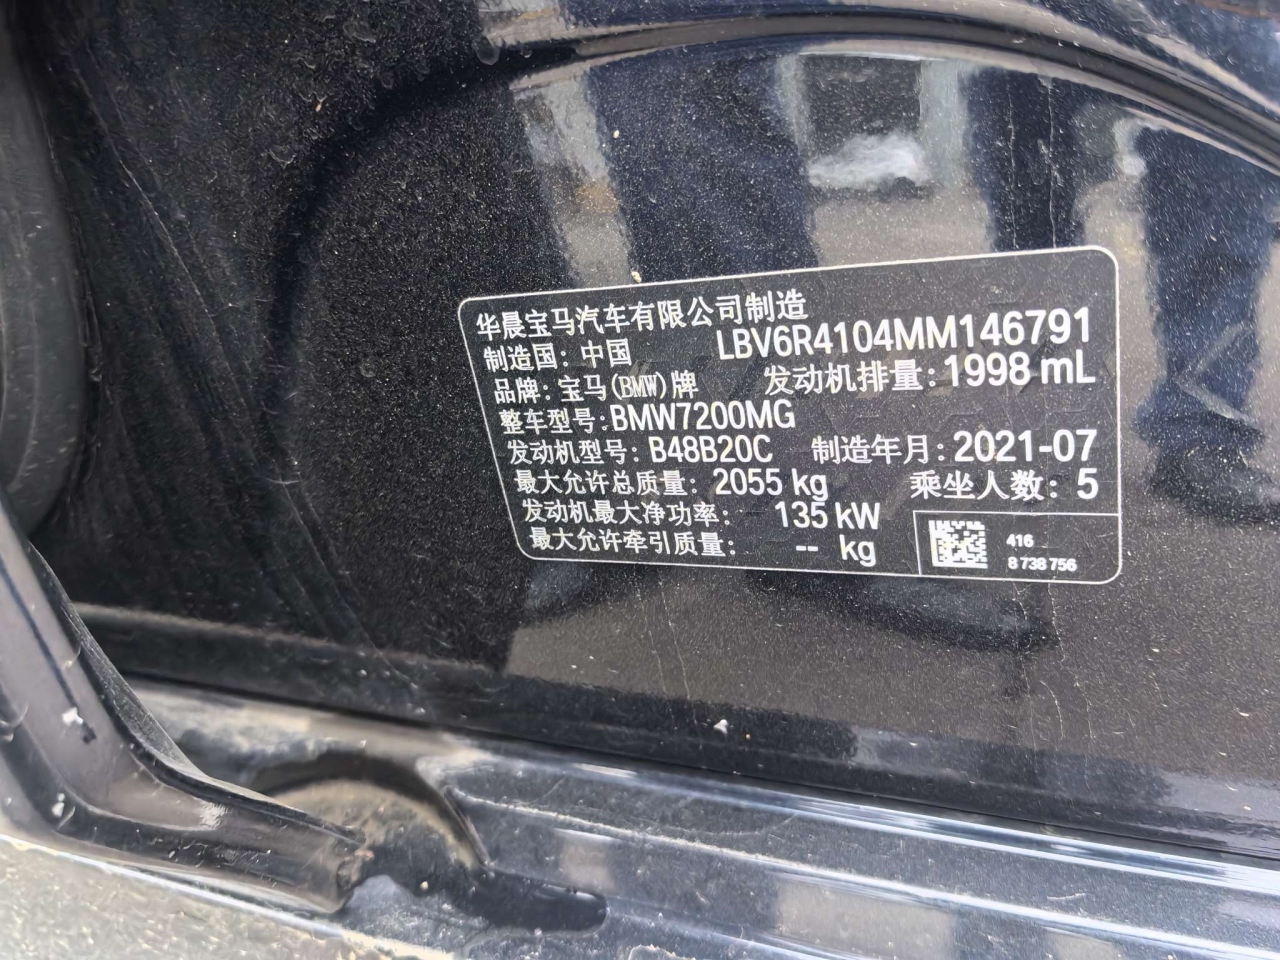 华晨宝马汽车有限公司制造
制造国：中国 LBV6R4104MM146791
品牌：宝马(BMW)牌 发动机排量：1998 mL
整车型号：BMW7200MG
发动机型号：B48B20C 制造年月：2021-07
最大允许总质量： 2055 kg 乘坐人数： 5
发动机最大净功率： 135 kW
最大允许牵引质量： -- kg
416
8 738 756